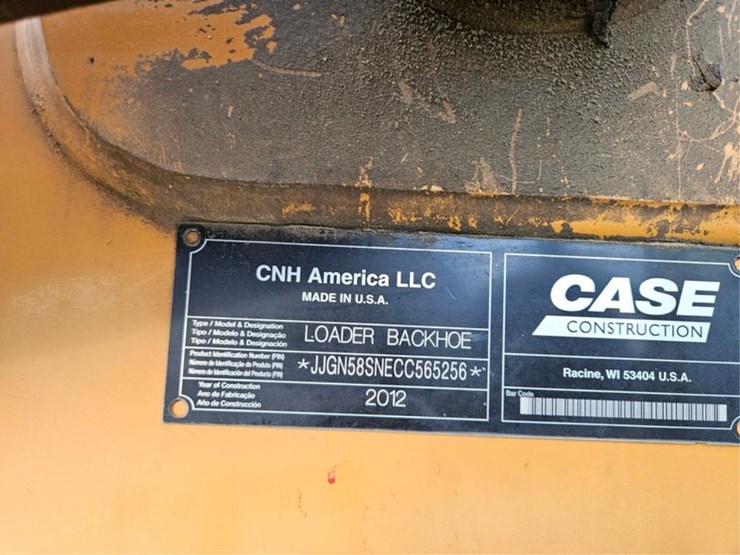 CNH America LLC
MADE IN U.S.A.
Type / Model & Designation
Tipo / Modelo & Designação
Tipo / Modelo & Designación
LOADER BACKHOE
Product Identification Number (PIN)
Número de Identificação do Produto (PIN)
Número de Identificación del Producto (PIN)
*JJGN58SNECC565256*
Year of Construction
Ano de Fabricação
Año de Construcción
2012
CASE
CONSTRUCTION
Racine, WI 53404 U.S.A.
Bar Code